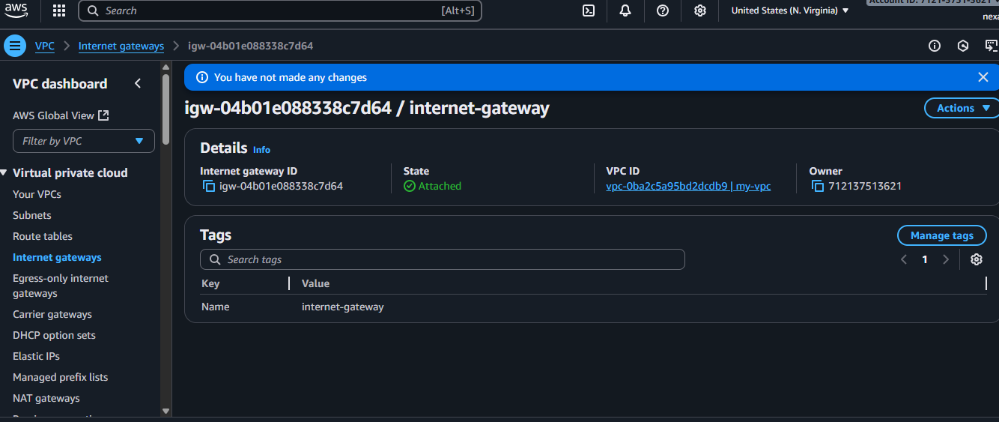 aws
Search [Alt+S]
United States (N. Virginia)
nexa
VPC > Internet gateways > igw-04b01e088338c7d64
VPC dashboard
AWS Global View
Filter by VPC
Virtual private cloud
Your VPCs
Subnets
Route tables
Internet gateways
Egress-only internet
gateways
Carrier gateways
DHCP option sets
Elastic IPs
Managed prefix lists
NAT gateways
You have not made any changes
igw-04b01e088338c7d64 / internet-gateway
Actions
Details Info
Internet gateway ID
igw-04b01e088338c7d64
State
Attached
VPC ID
vpc-0ba2c5a95bd2dcdb9 | my-vpc
Owner
712137513621
Tags
Manage tags
Search tags
1
Key Value
Name internet-gateway